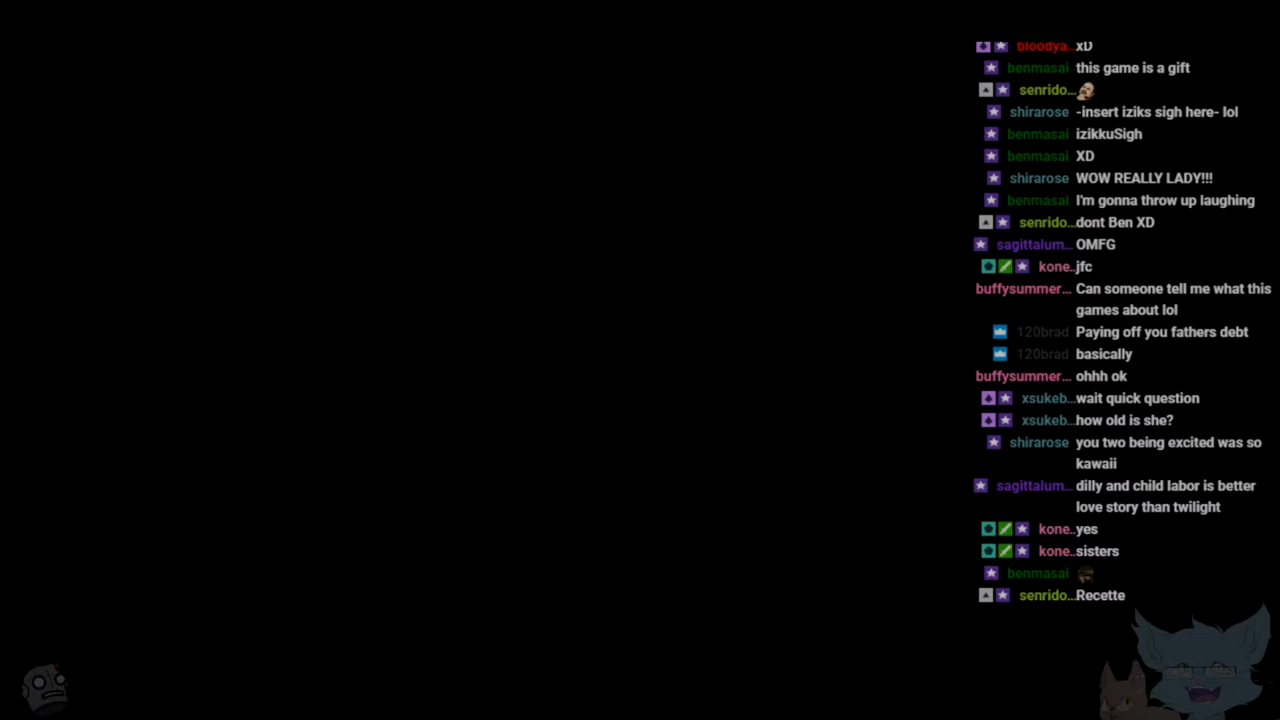 bloodya.. xD
benmasai this game is a gift
senrido...
shirarose -insert iziks sigh here- lol
benmasai izikkuSigh
benmasai XD
shirarose WOW REALLY LADY!!!
benmasai I'm gonna throw up laughing
senrido... dont Ben XD
sagittalum... OMFG
kone.. jfc
buffysummer... Can someone tell me what this
games about lol
120brad Paying off you fathers debt
120brad basically
buffysummer... ohhh ok
xsukeb... wait quick question
xsukeb... how old is she?
shirarose you two being excited was so
kawaii
sagittalum... dilly and child labor is better
love story than twilight
kone.. yes
kone.. sisters
benmasai
senrido... Recette